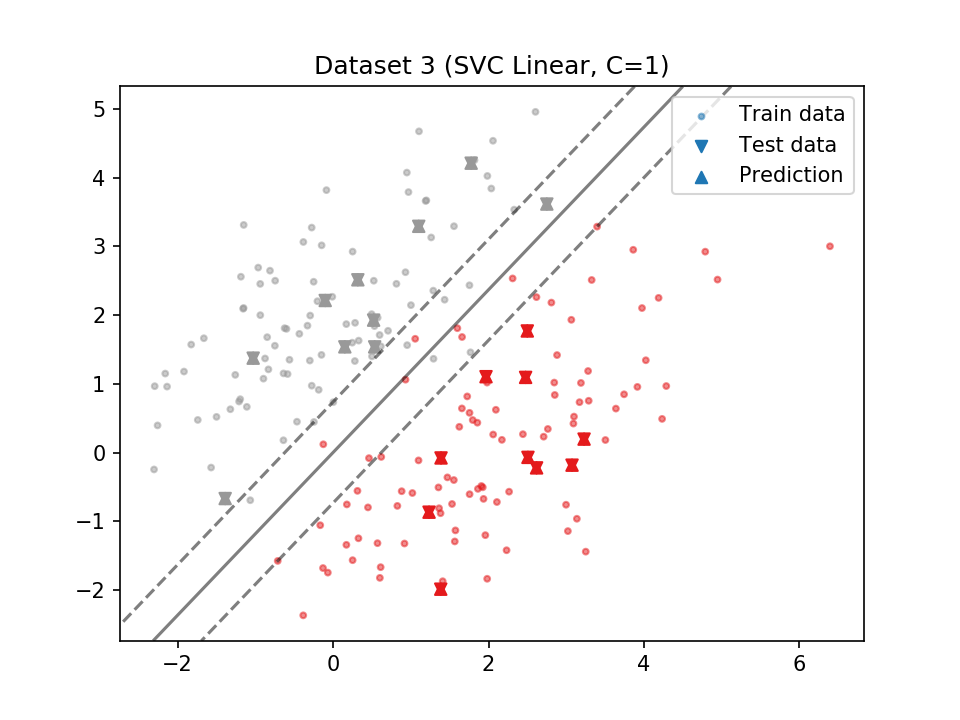 Dataset 3 (SVC Linear, C=1)
Train data
Test data
Prediction
5
4
3
2
1
0
−1
−2
−2 0 2 4 6